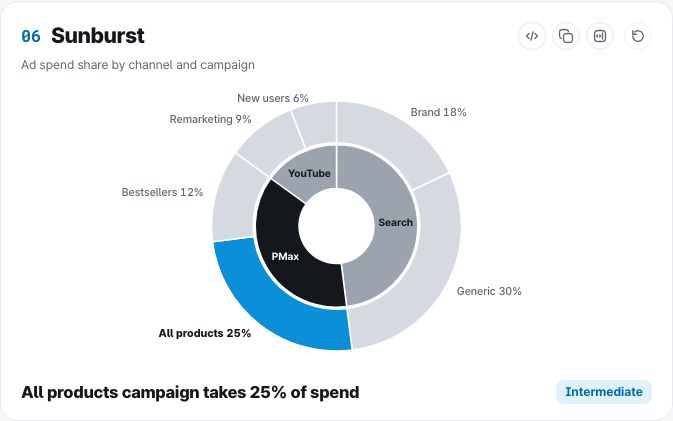 06 Sunburst
Ad spend share by channel and campaign
New users 6%
Brand 18%
Remarketing 9%
YouTube
Bestsellers 12%
Search
PMax
Generic 30%
All products 25%
All products campaign takes 25% of spend
Intermediate